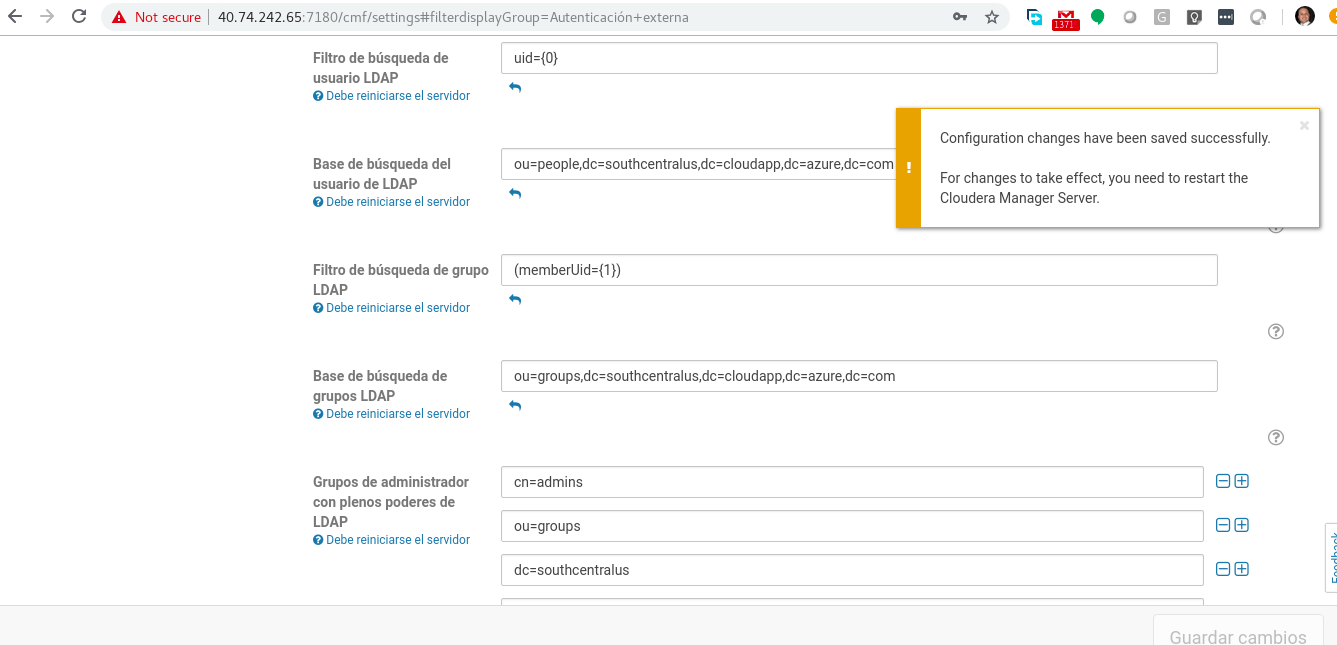 Not secure 40.74.242.65:7180/cmf/settings#filterdisplayGroup=Autenticación+externa
1371
G
Filtro de búsqueda de
usuario LDAP
Debe reiniciarse el servidor
uid={0}
Configuration changes have been saved successfully.
For changes to take effect, you need to restart the
Cloudera Manager Server.
Base de búsqueda del
usuario de LDAP
Debe reiniciarse el servidor
ou=people,dc=southcentralus,dc=cloudapp,dc=azure,dc=com
Filtro de búsqueda de grupo
LDAP
Debe reiniciarse el servidor
(memberUid={1})
Base de búsqueda de
grupos LDAP
Debe reiniciarse el servidor
ou=groups,dc=southcentralus,dc=cloudapp,dc=azure,dc=com
Grupos de administrador
con plenos poderes de
LDAP
Debe reiniciarse el servidor
cn=admins
ou=groups
dc=southcentralus
Feedback
Guardar cambios